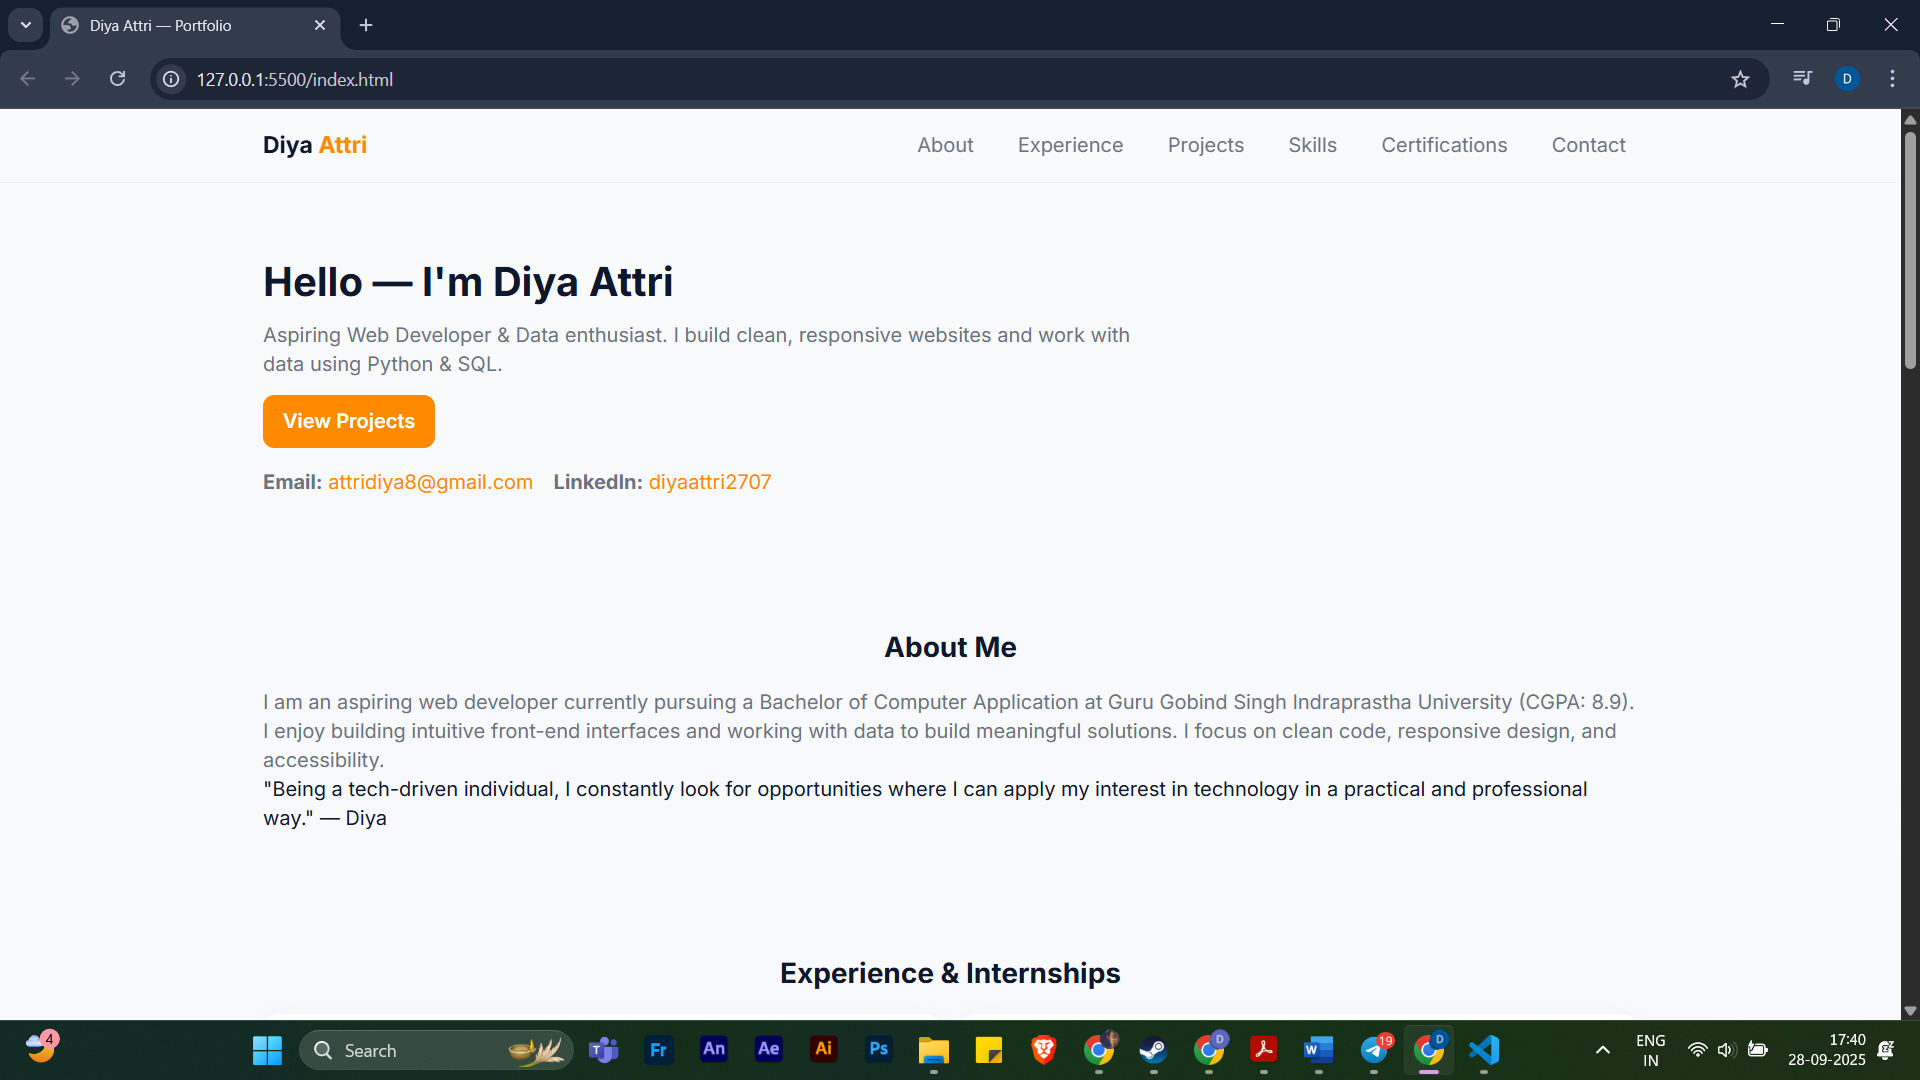 Diya Attri — Portfolio
127.0.0.1:5500/index.html
D
Diya Attri
About
Experience
Projects
Skills
Certifications
Contact
Hello — I'm Diya Attri
Aspiring Web Developer & Data enthusiast. I build clean, responsive websites and work with
data using Python & SQL.
View Projects
Email: attridiya8@gmail.com LinkedIn: diyaattri2707
About Me
I am an aspiring web developer currently pursuing a Bachelor of Computer Application at Guru Gobind Singh Indraprastha University (CGPA: 8.9).
I enjoy building intuitive front-end interfaces and working with data to build meaningful solutions. I focus on clean code, responsive design, and
accessibility.
"Being a tech-driven individual, I constantly look for opportunities where I can apply my interest in technology in a practical and professional
way." — Diya
Experience & Internships
4
Search
T
Fr
An
Ae
Ai
Ps
D
W
19
D
ENG
IN
17:40
28-09-2025